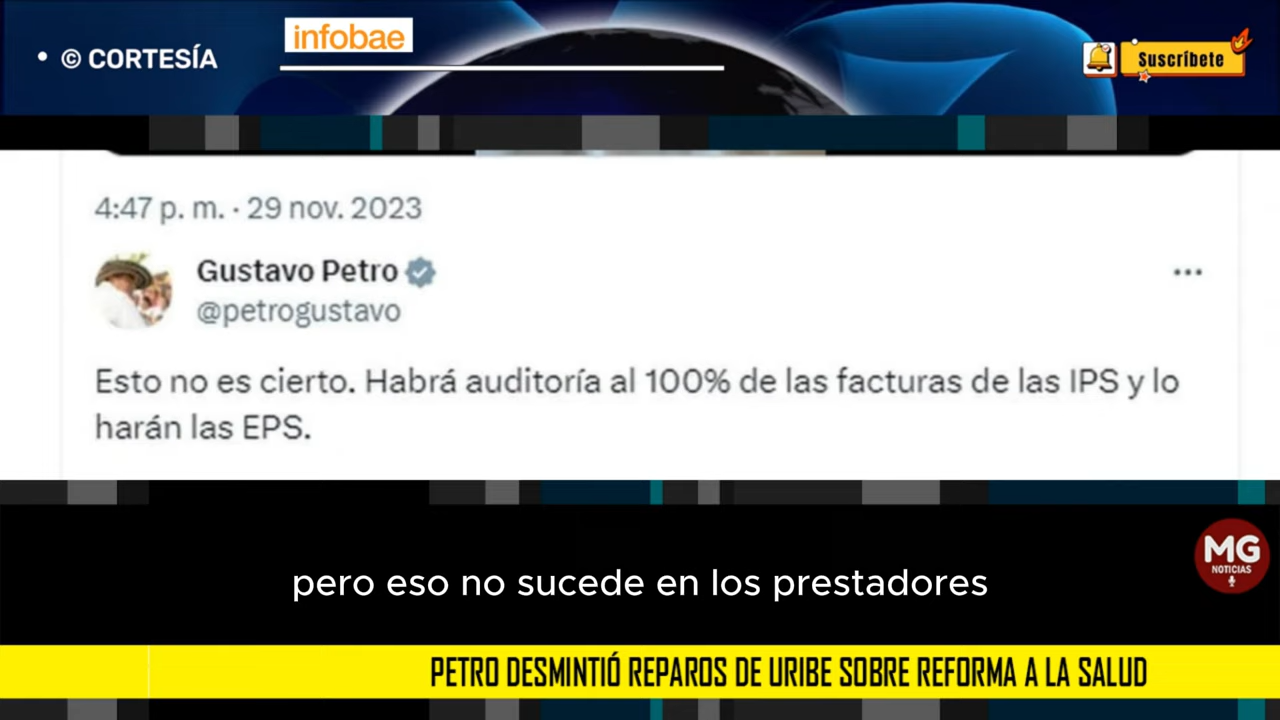 • © CORTESÍA
infobae
Suscríbete
4:47 p. m. · 29 nov. 2023
Gustavo Petro
@petrogustavo
Esto no es cierto. Habrá auditoría al 100% de las facturas de las IPS y lo
harán las EPS.
pero eso no sucede en los prestadores
MG
NOTICIAS
PETRO DESMINTIÓ REPAROS DE URIBE SOBRE REFORMA A LA SALUD